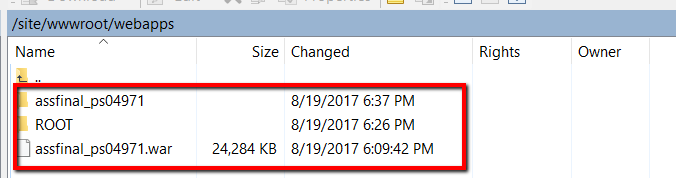 /site/wwwroot/webapps
Name Size Changed Rights Owner
..
assfinal_ps04971 8/19/2017 6:37 PM
ROOT 8/19/2017 6:26 PM
assfinal_ps04971.war 24,284 KB 8/19/2017 6:09:42 PM